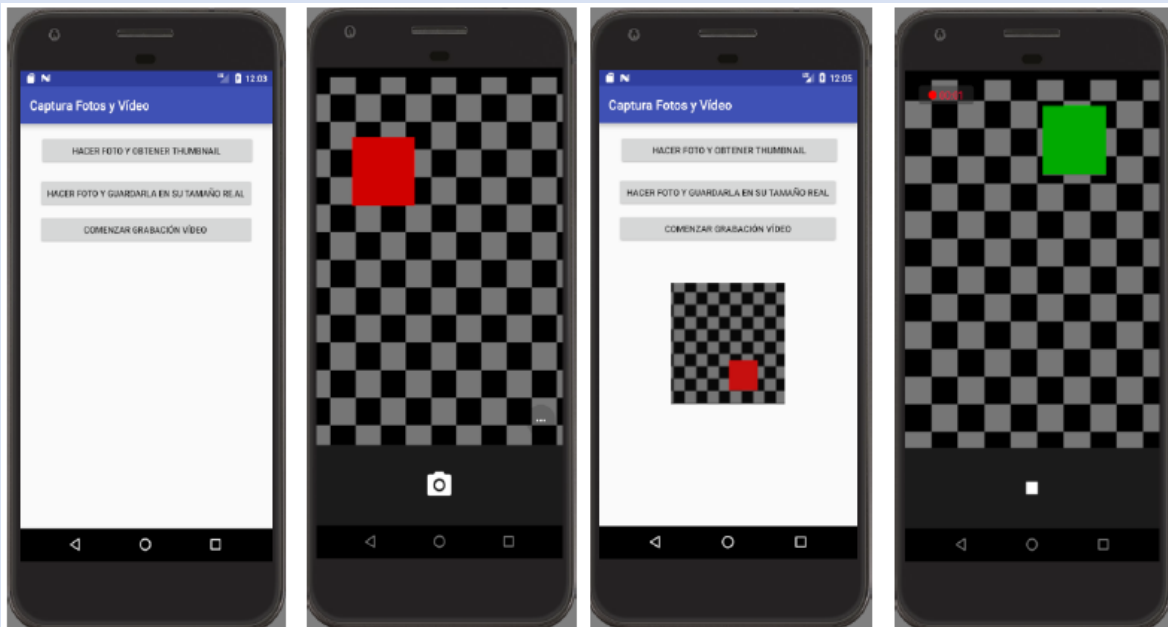 12:03
Captura Fotos y Vídeo
HACER FOTO Y OBTENER THUMBNAIL
HACER FOTO Y GUARDARLA EN SU TAMAÑO REAL
COMENZAR GRABACIÓN VÍDEO
12:05
Captura Fotos y Vídeo
HACER FOTO Y OBTENER THUMBNAIL
HACER FOTO Y GUARDARLA EN SU TAMAÑO REAL
COMENZAR GRABACIÓN VÍDEO